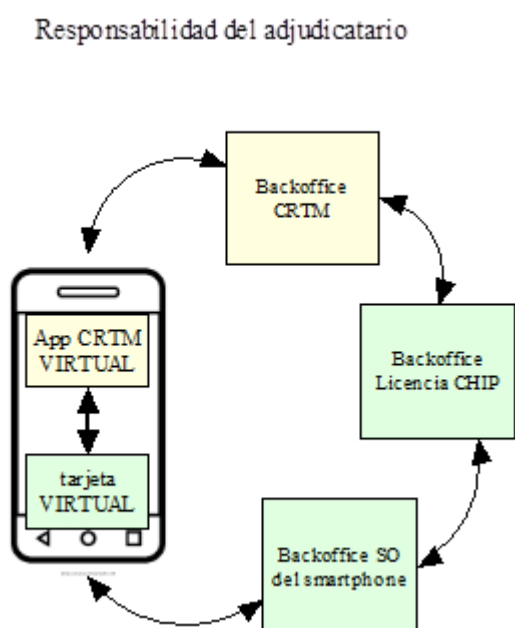 Responsabilidad del adjudicatario
Backoffice
CRTM
App CRTM
VIRTUAL
Backoffice
Licencia CHIP
tarjeta
VIRTUAL
Backoffice SO
del smartphone